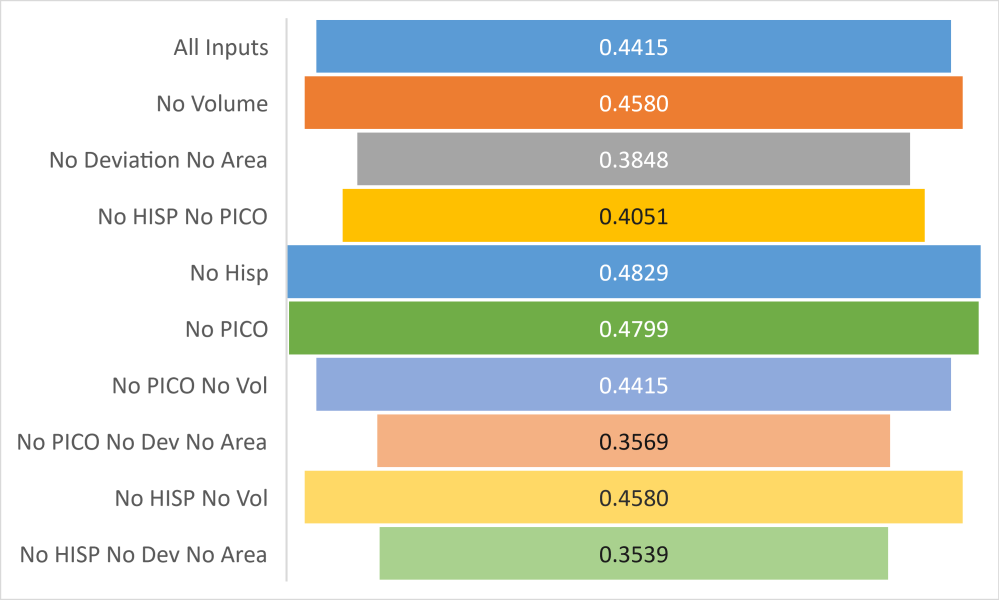 All Inputs 0.4415
No Volume 0.4580
No Deviation No Area 0.3848
No HISP No PICO 0.4051
No Hisp 0.4829
No PICO 0.4799
No PICO No Vol 0.4415
No PICO No Dev No Area 0.3569
No HISP No Vol 0.4580
No HISP No Dev No Area 0.3539